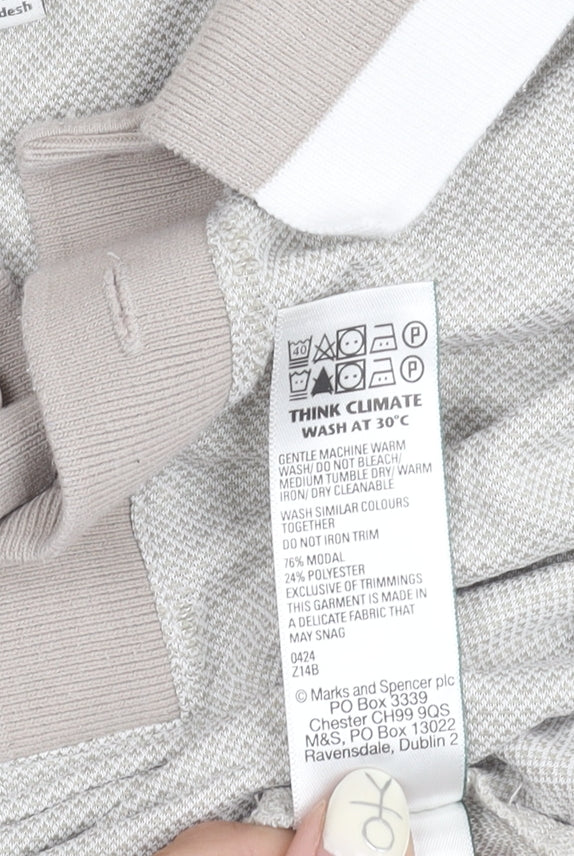 desh
40 P
P
THINK CLIMATE
WASH AT 30°C
GENTLE MACHINE WARM
WASH/ DO NOT BLEACH/
MEDIUM TUMBLE DRY/ WARM
IRON/ DRY CLEANABLE
WASH SIMILAR COLOURS
TOGETHER
DO NOT IRON TRIM
76% MODAL
24% POLYESTER
EXCLUSIVE OF TRIMMINGS
THIS GARMENT IS MADE IN
A DELICATE FABRIC THAT
MAY SNAG
0424
Z14B
© Marks and Spencer plc
PO Box 3339
Chester CH99 9QS
M&S, PO Box 13022
Ravensdale, Dublin 2